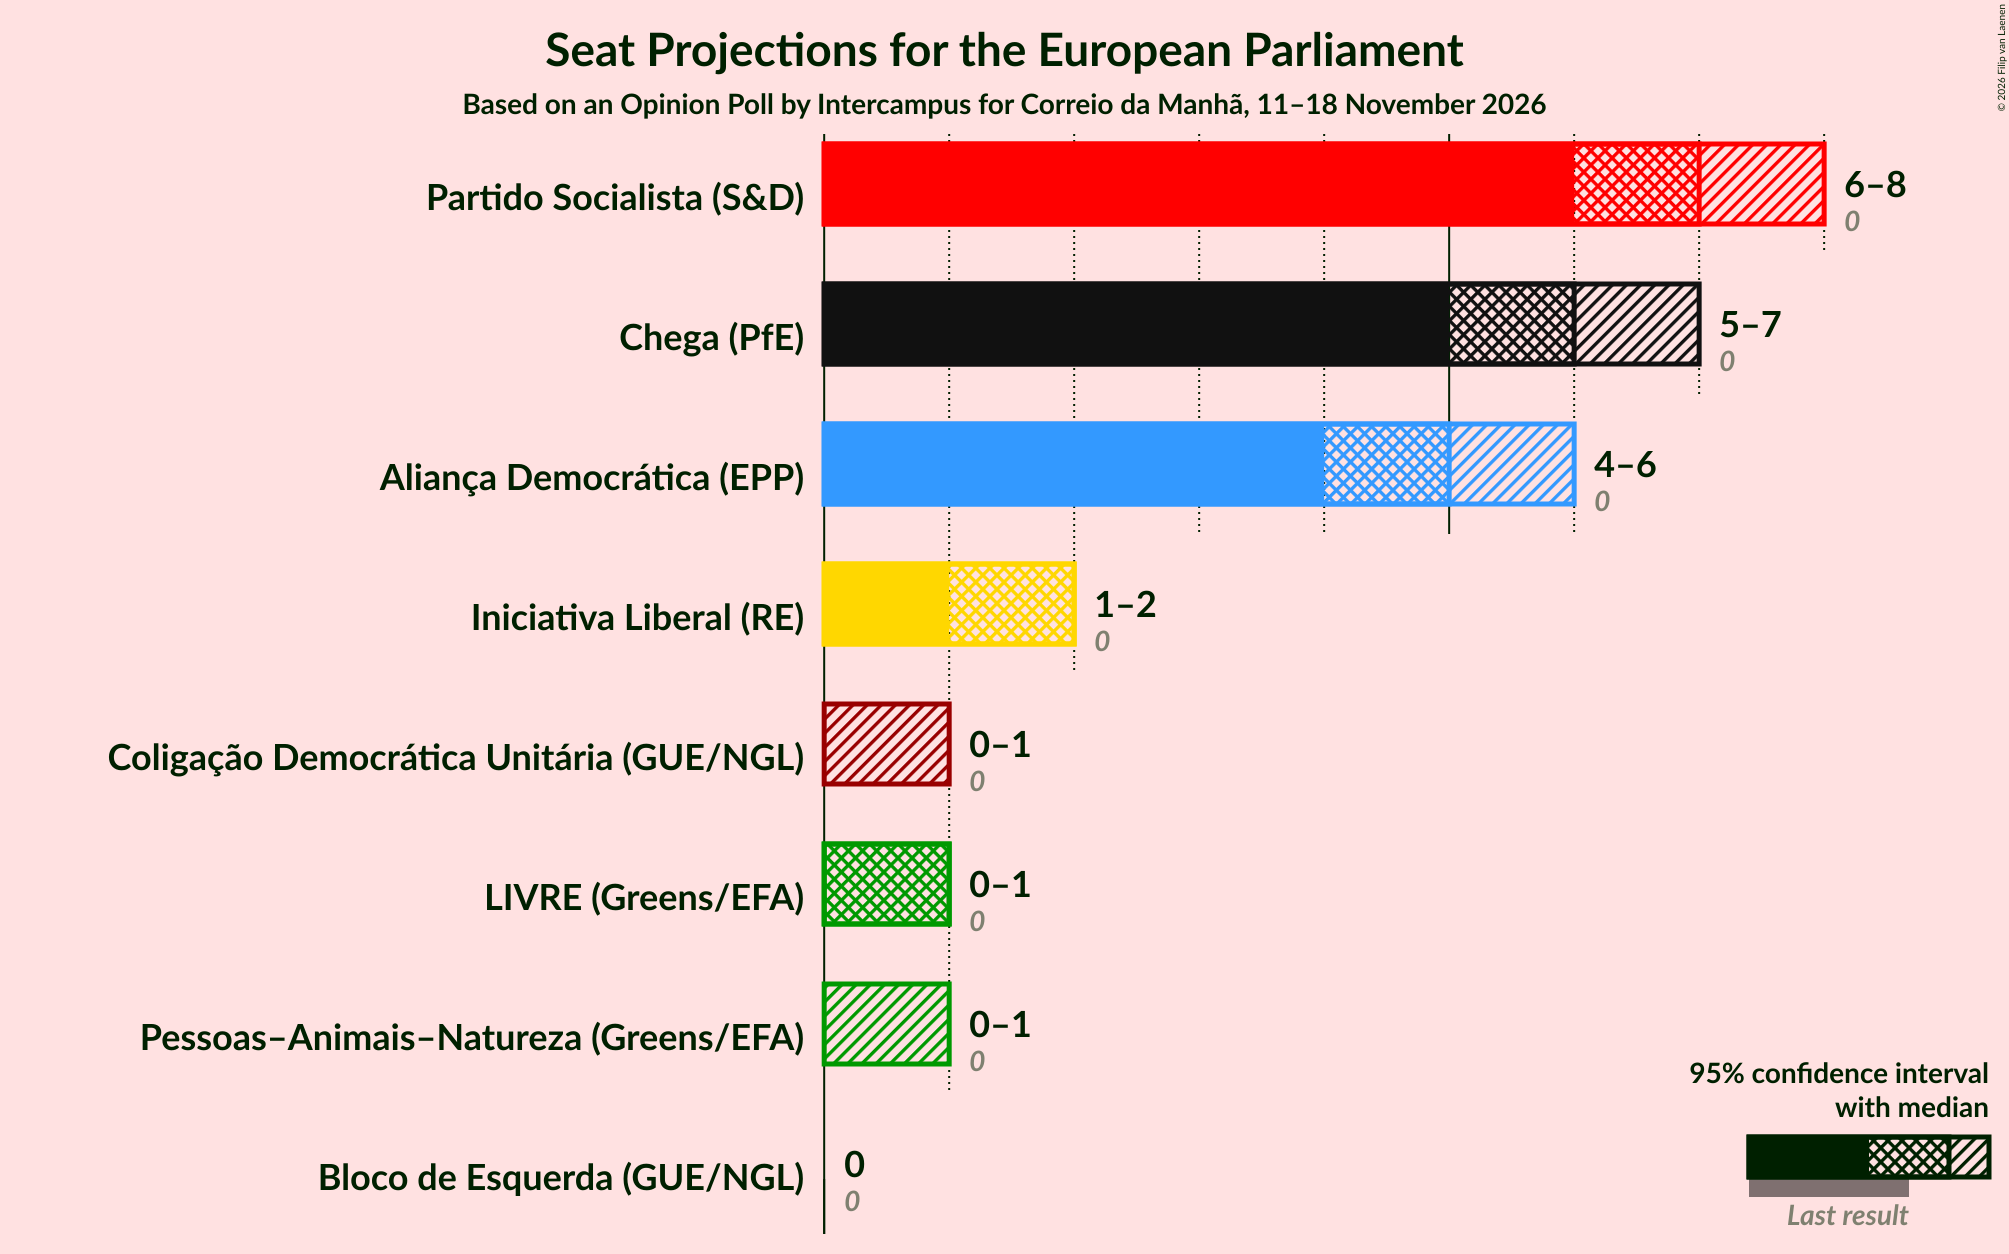 Seat Projections for the European Parliament
Based on an Opinion Poll by Intercampus for Correio da Manhã, 11–18 November 2026
© 2026 Filip van Laenen
Partido Socialista (S&D)
6–8
0
Chega (PfE)
5–7
0
Aliança Democrática (EPP)
4–6
0
Iniciativa Liberal (RE)
1–2
0
Coligação Democrática Unitária (GUE/NGL)
0–1
0
LIVRE (Greens/EFA)
0–1
0
Pessoas–Animais–Natureza (Greens/EFA)
0–1
0
Bloco de Esquerda (GUE/NGL)
0
0
95% confidence interval
with median
Last result